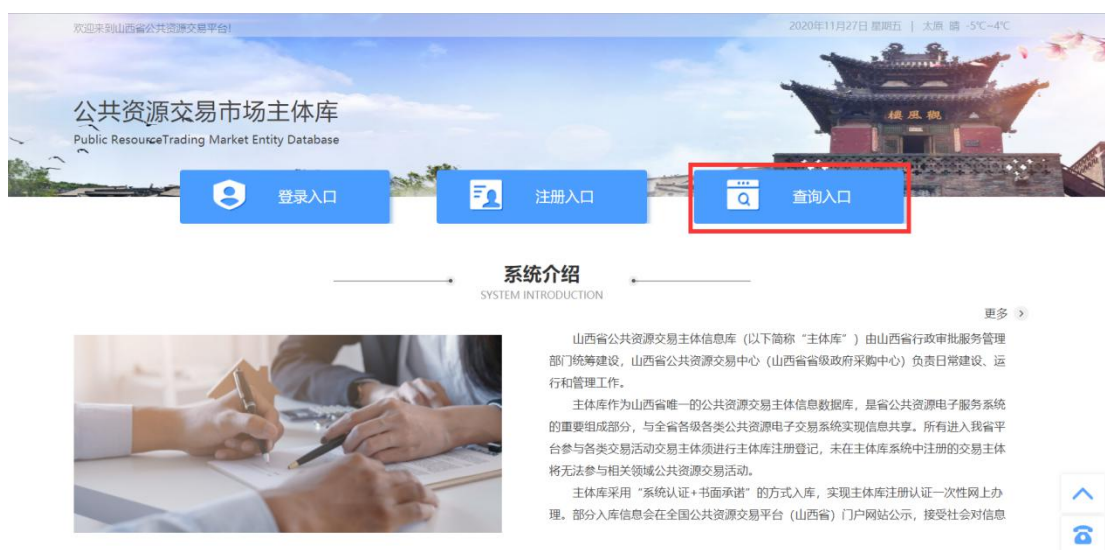 欢迎来到山西省公共资源交易平台!
2020年11月27日 星期五 | 太原 晴 -5℃~4℃
公共资源交易市场主体库
Public ResourceTrading Market Entity Database
樓風觀
登录入口
注册入口
查询入口
系统介绍
SYSTEM INTRODUCTION
更多 >
山西省公共资源交易主体信息库（以下简称“主体库”）由山西省行政审批服务管理
部门统筹建设，山西省公共资源交易中心（山西省省级政府采购中心）负责日常建设、运
行和管理工作。
主体库作为山西省唯一的公共资源交易主体信息数据库，是省公共资源电子服务系统
的重要组成部分，与全省各级各类公共资源电子交易系统实现信息共享。所有进入我省平
台参与各类交易活动交易主体须进行主体库注册登记，未在主体库系统中注册的交易主体
将无法参与相关领域公共资源交易活动。
主体库采用“系统认证+书面承诺”的方式入库，实现主体库注册认证一次性网上办
理。部分入库信息会在全国公共资源交易平台（山西省）门户网站公示，接受社会对信息